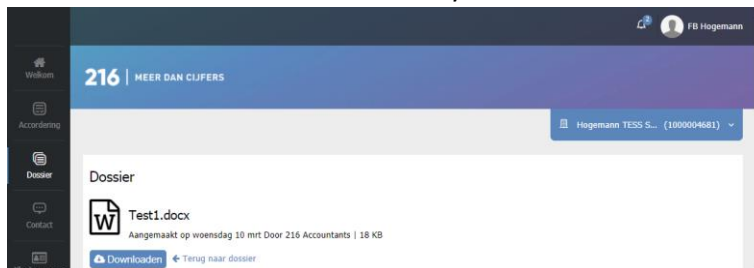 2
FB Hogemann
Welkom
216 | MEER DAN CIJFERS
Accordering
Hogemann TESS S... (1000004681)
Dossier
Dossier
W
Test1.docx
Aangemaakt op woensdag 10 mrt Door 216 Accountants | 18 KB
Contact
Downloaden
Terug naar dossier